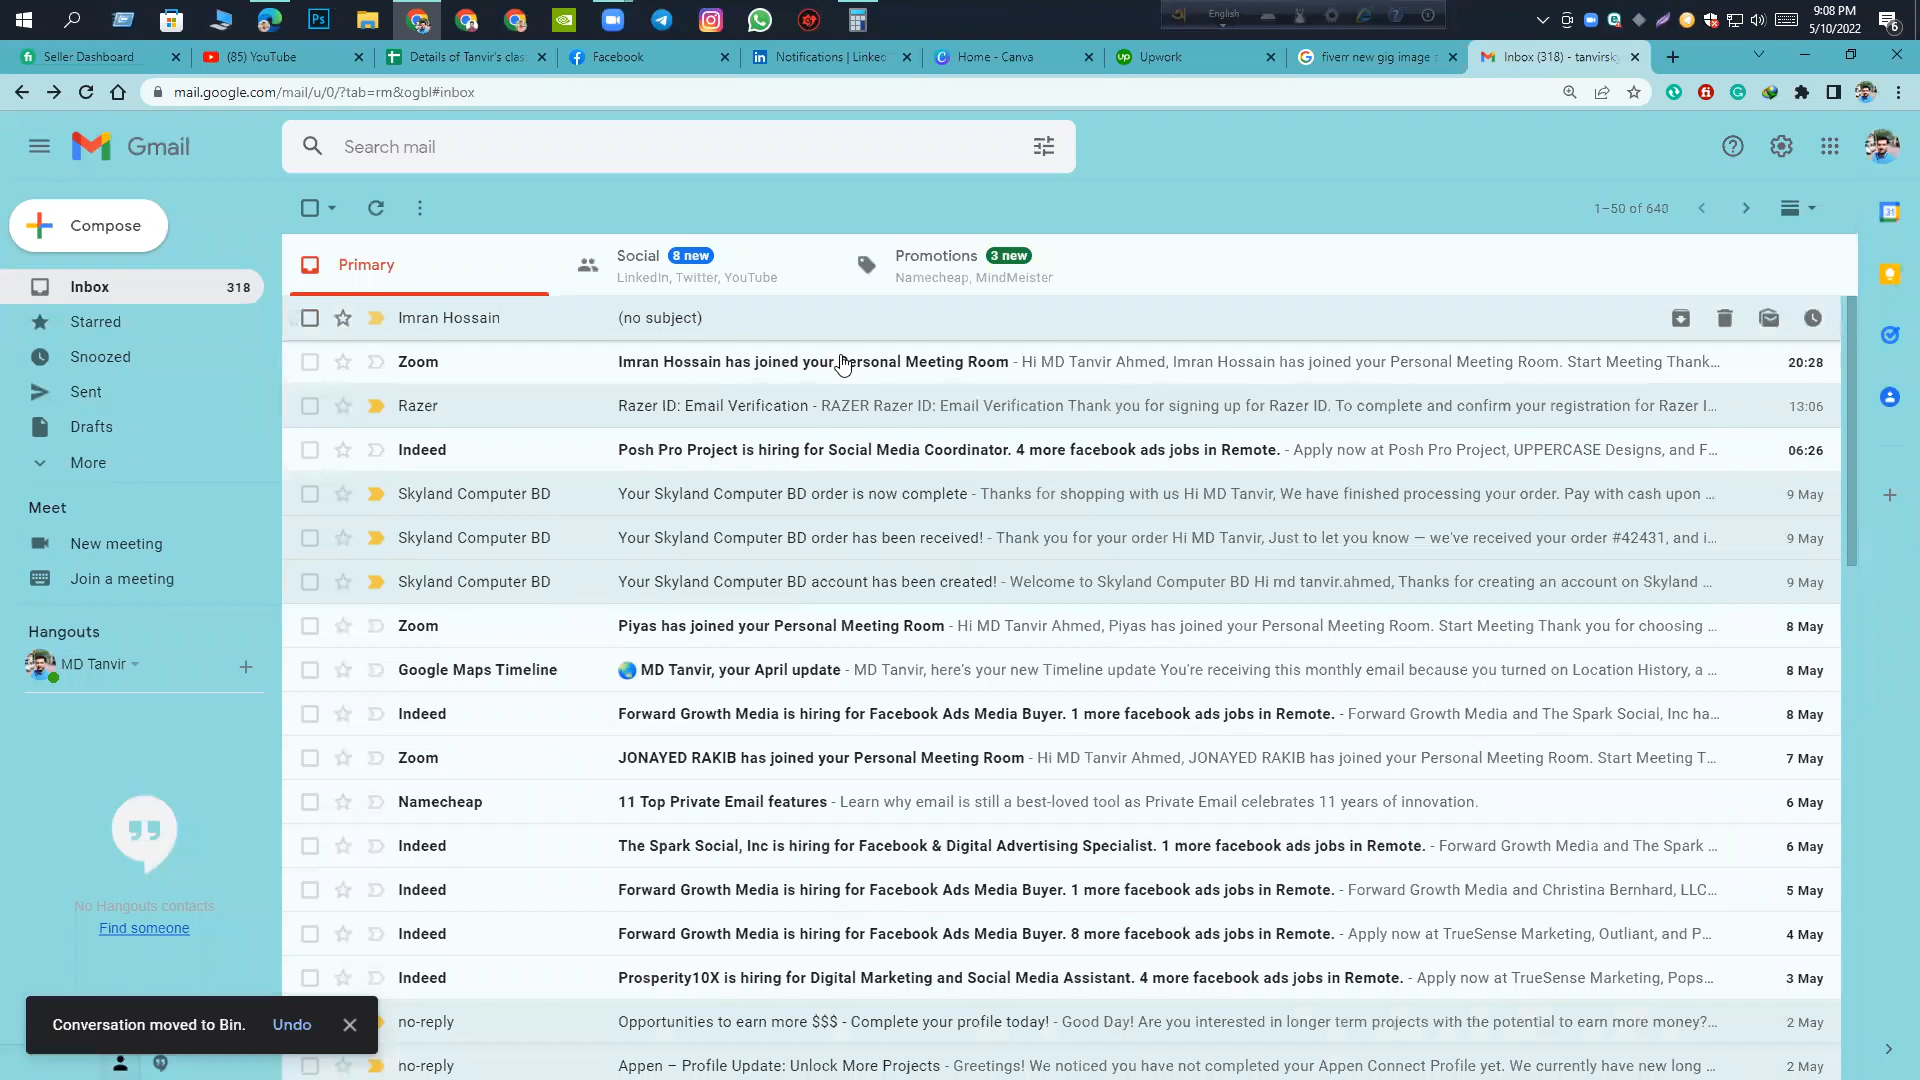 English
9:08 PM
5/10/2022
6
Seller Dashboard
(85) YouTube
Details of Tanvir's clas
Facebook
Notifications | Linked
Home - Canva
Upwork
fiverr new gig image s
Inbox (318) - tanvirsky
mail.google.com/mail/u/0/?tab=rm&ogbl#inbox
Gmail
Search mail
1–50 of 640
Compose
Primary
Social 8 new
LinkedIn, Twitter, YouTube
Promotions 3 new
Namecheap, MindMeister
Inbox 318
Starred
Snoozed
Sent
Drafts
More
Meet
New meeting
Join a meeting
Hangouts
MD Tanvir
No Hangouts contacts
Find someone
Imran Hossain (no subject)
Zoom Imran Hossain has joined your Personal Meeting Room - Hi MD Tanvir Ahmed, Imran Hossain has joined your Personal Meeting Room. Start Meeting Thank... 20:28
Razer Razer ID: Email Verification - RAZER Razer ID: Email Verification Thank you for signing up for Razer ID. To complete and confirm your registration for Razer I... 13:06
Indeed Posh Pro Project is hiring for Social Media Coordinator. 4 more facebook ads jobs in Remote. - Apply now at Posh Pro Project, UPPERCASE Designs, and F... 06:26
Skyland Computer BD Your Skyland Computer BD order is now complete - Thanks for shopping with us Hi MD Tanvir, We have finished processing your order. Pay with cash upon ... 9 May
Skyland Computer BD Your Skyland Computer BD order has been received! - Thank you for your order Hi MD Tanvir, Just to let you know — we've received your order #42431, and i... 9 May
Skyland Computer BD Your Skyland Computer BD account has been created! - Welcome to Skyland Computer BD Hi md tanvir.ahmed, Thanks for creating an account on Skyland ... 9 May
Zoom Piyas has joined your Personal Meeting Room - Hi MD Tanvir Ahmed, Piyas has joined your Personal Meeting Room. Start Meeting Thank you for choosing ... 8 May
Google Maps Timeline 🌏 MD Tanvir, your April update - MD Tanvir, here's your new Timeline update You're receiving this monthly email because you turned on Location History, a ... 8 May
Indeed Forward Growth Media is hiring for Facebook Ads Media Buyer. 1 more facebook ads jobs in Remote. - Forward Growth Media and The Spark Social, Inc ha... 8 May
Zoom JONAYED RAKIB has joined your Personal Meeting Room - Hi MD Tanvir Ahmed, JONAYED RAKIB has joined your Personal Meeting Room. Start Meeting T... 7 May
Namecheap 11 Top Private Email features - Learn why email is still a best-loved tool as Private Email celebrates 11 years of innovation. 6 May
Indeed The Spark Social, Inc is hiring for Facebook & Digital Advertising Specialist. 1 more facebook ads jobs in Remote. - Forward Growth Media and The Spark ... 6 May
Indeed Forward Growth Media is hiring for Facebook Ads Media Buyer. 1 more facebook ads jobs in Remote. - Forward Growth Media and Christina Bernhard, LLC... 5 May
Indeed Forward Growth Media is hiring for Facebook Ads Media Buyer. 8 more facebook ads jobs in Remote. - Apply now at TrueSense Marketing, Outliant, and P... 4 May
Indeed Prosperity10X is hiring for Digital Marketing and Social Media Assistant. 4 more facebook ads jobs in Remote. - Apply now at TrueSense Marketing, Pops... 3 May
no-reply Opportunities to earn more $$$ - Complete your profile today! - Good Day! Are you interested in longer term projects with the potential to earn more money?... 2 May
no-reply Appen – Profile Update: Unlock More Projects - Greetings! We noticed you have not completed your Appen Connect Profile yet. We currently have new long ... 2 May
Conversation moved to Bin. Undo